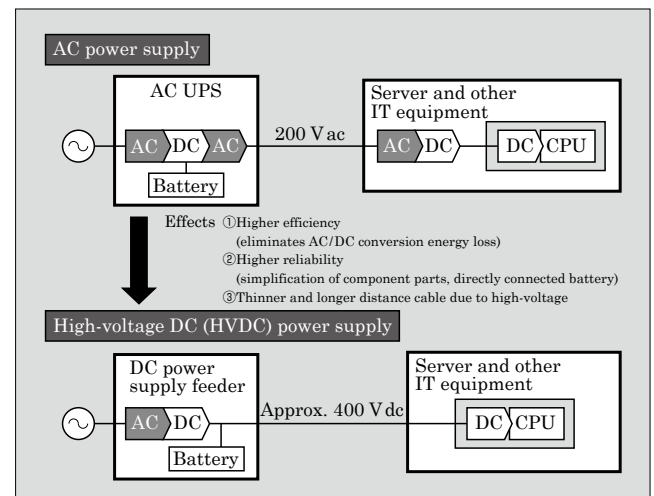 AC power supply
AC UPS
AC DC AC
Battery
200 Vac
Server and other
IT equipment
AC DC
DC CPU
Effects ①Higher efficiency
(eliminates AC/DC conversion energy loss)
②Higher reliability
(simplification of component parts, directly connected battery)
③Thinner and longer distance cable due to high-voltage
High-voltage DC (HVDC) power supply
DC power
supply feeder
AC DC
Battery
Approx. 400 Vdc
Server and other
IT equipment
DC CPU